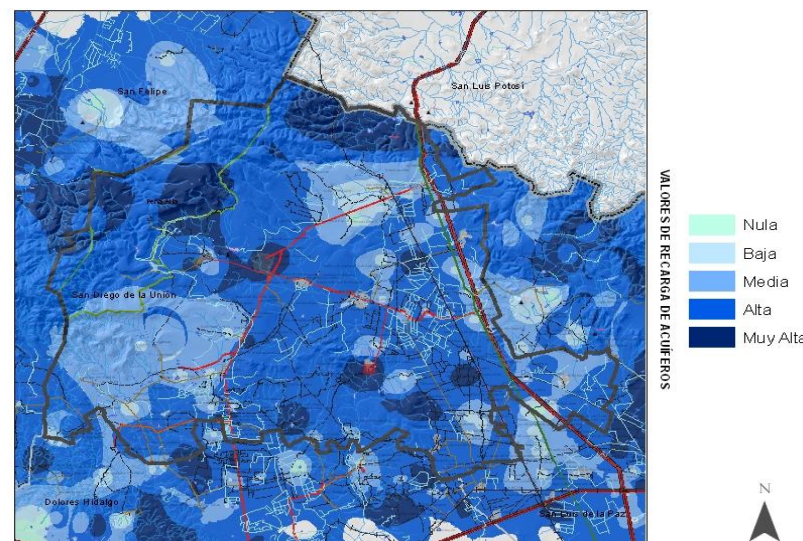 San Felipe
San Luis Potosí
San Diego de la Unión
Dolores Hidalgo
San Luis de la Paz
VALORES DE RECARGA DE ACUÍFEROS
Nula
Baja
Media
Alta
Muy Alta
N